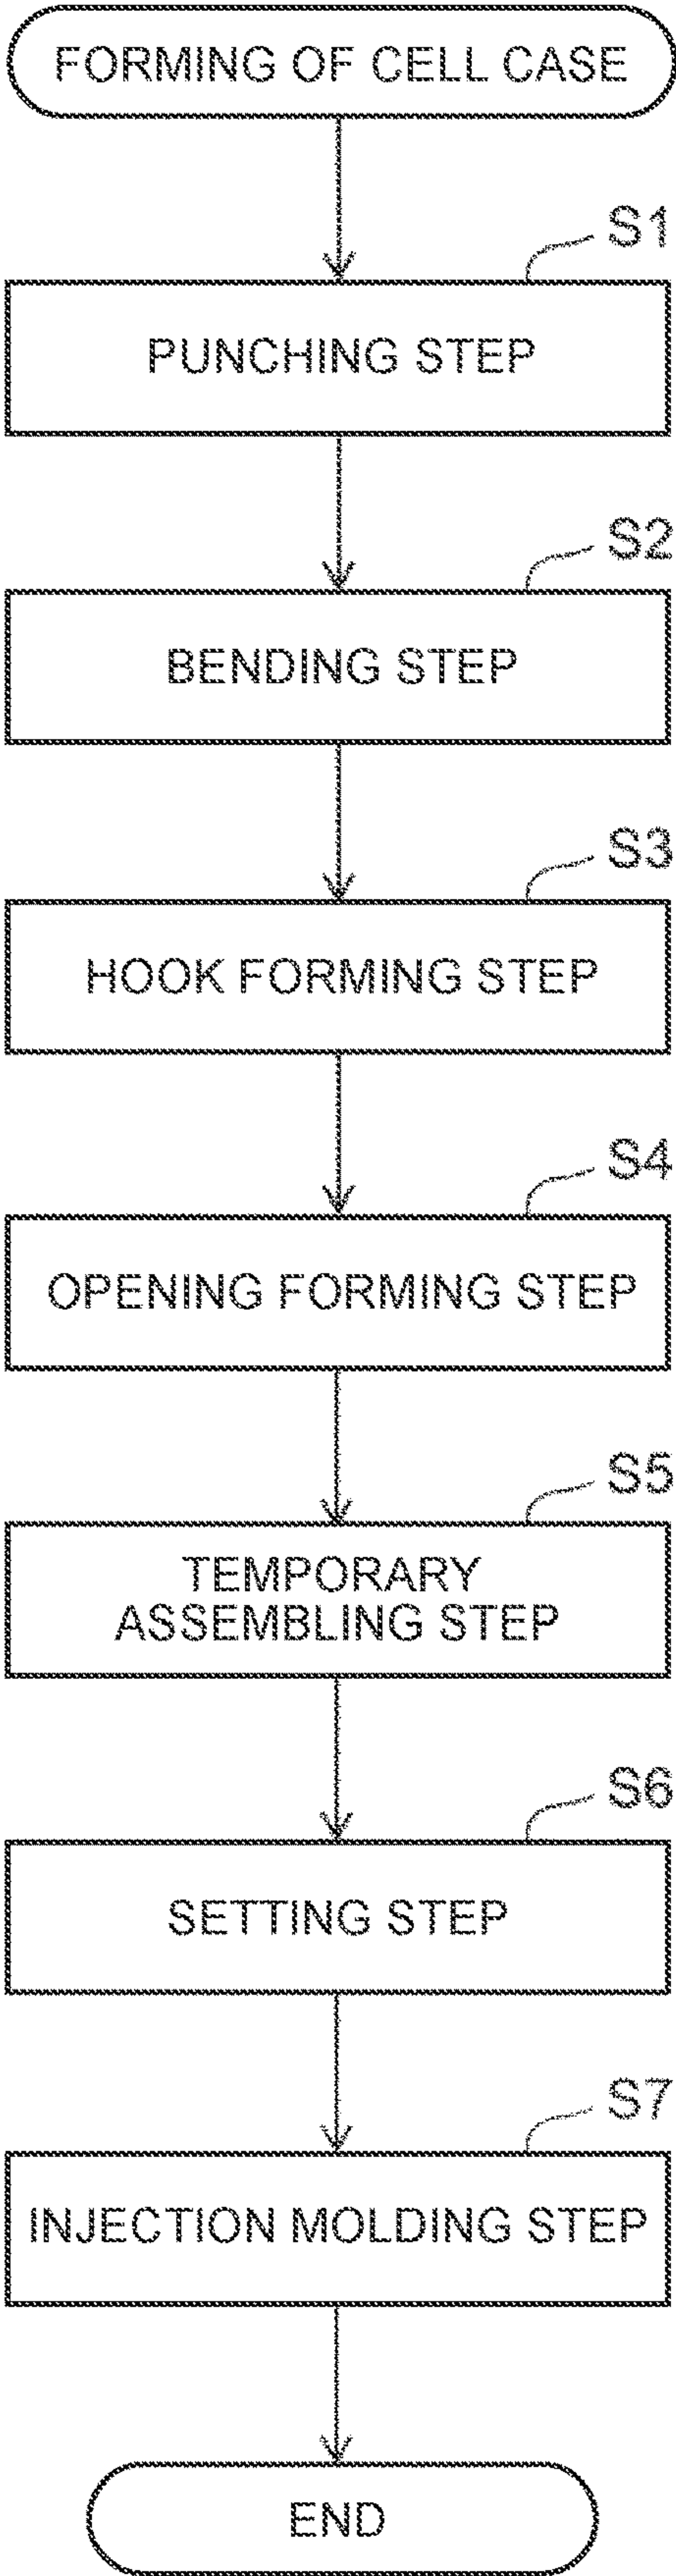 FORMING OF CELL CASE
S1
PUNCHING STEP
S2
BENDING STEP
S3
HOOK FORMING STEP
S4
OPENING FORMING STEP
S5
TEMPORARY
ASSEMBLING STEP
S6
SETTING STEP
S7
INJECTION MOLDING STEP
END